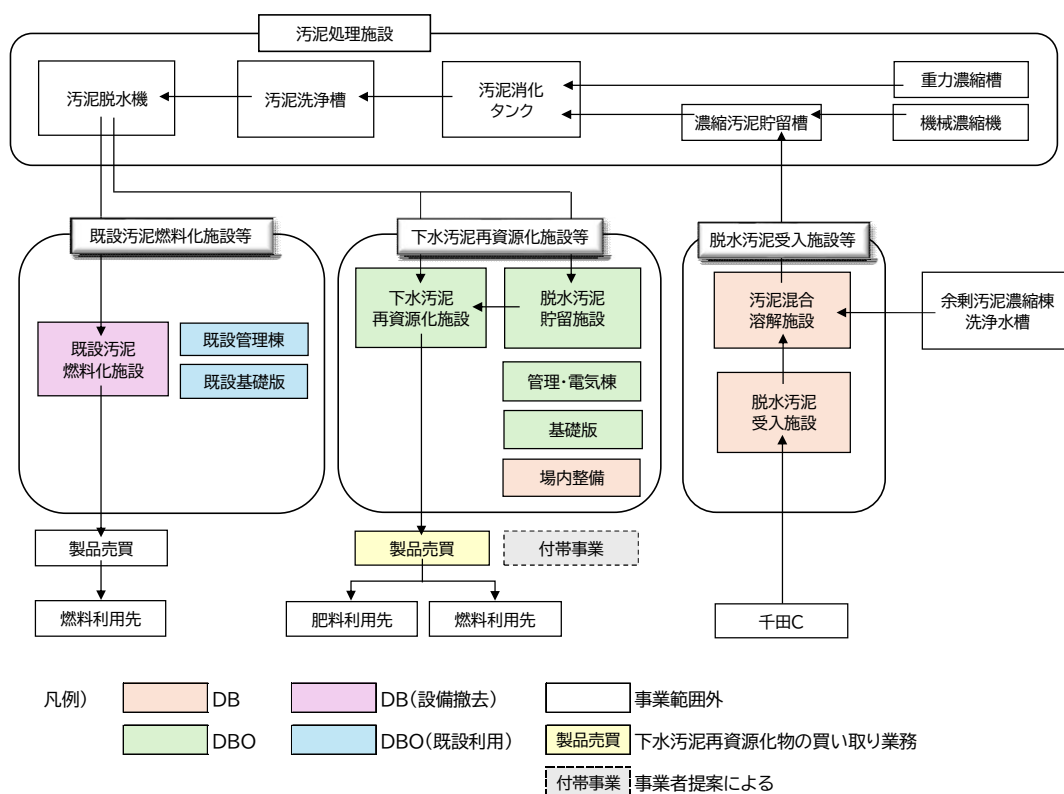 汚泥処理施設
汚泥脱水機
汚泥洗浄槽
汚泥消化
タンク
重力濃縮槽
濃縮汚泥貯留槽
機械濃縮機
既設汚泥燃料化施設等
下水汚泥再資源化施設等
脱水汚泥受入施設等
既設汚泥
燃料化施設
既設管理棟
既設基礎版
下水汚泥
再資源化施設
脱水汚泥
貯留施設
管理・電気棟
基礎版
場内整備
汚泥混合
溶解施設
余剰汚泥濃縮棟
洗浄水槽
脱水汚泥
受入施設
製品売買
製品売買
付帯事業
燃料利用先
肥料利用先
燃料利用先
千田C
凡例)
DB
DB(設備撤去)
事業範囲外
DBO
DBO(既設利用)
製品売買 下水汚泥再資源化物の買い取り業務
付帯事業 事業者提案による